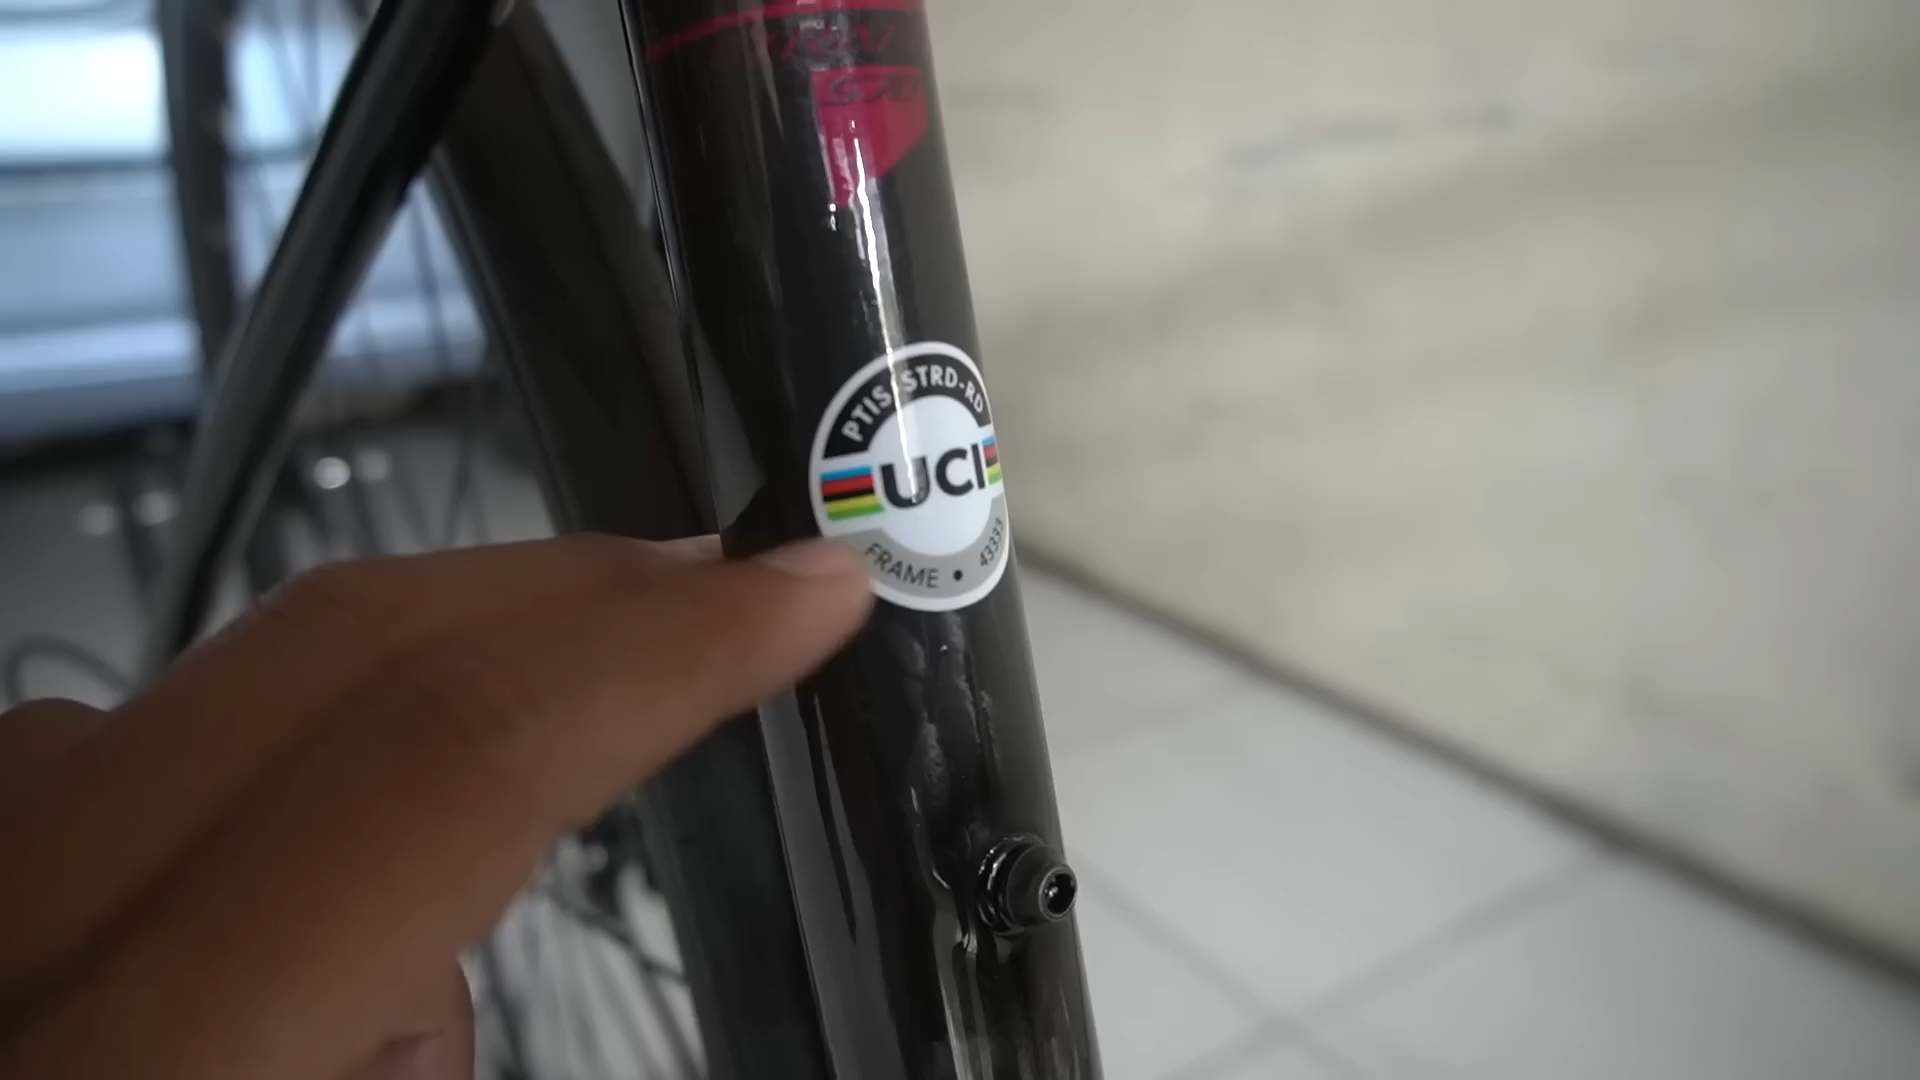 PTIS STRD-RD
UCI
FRAME • 43333